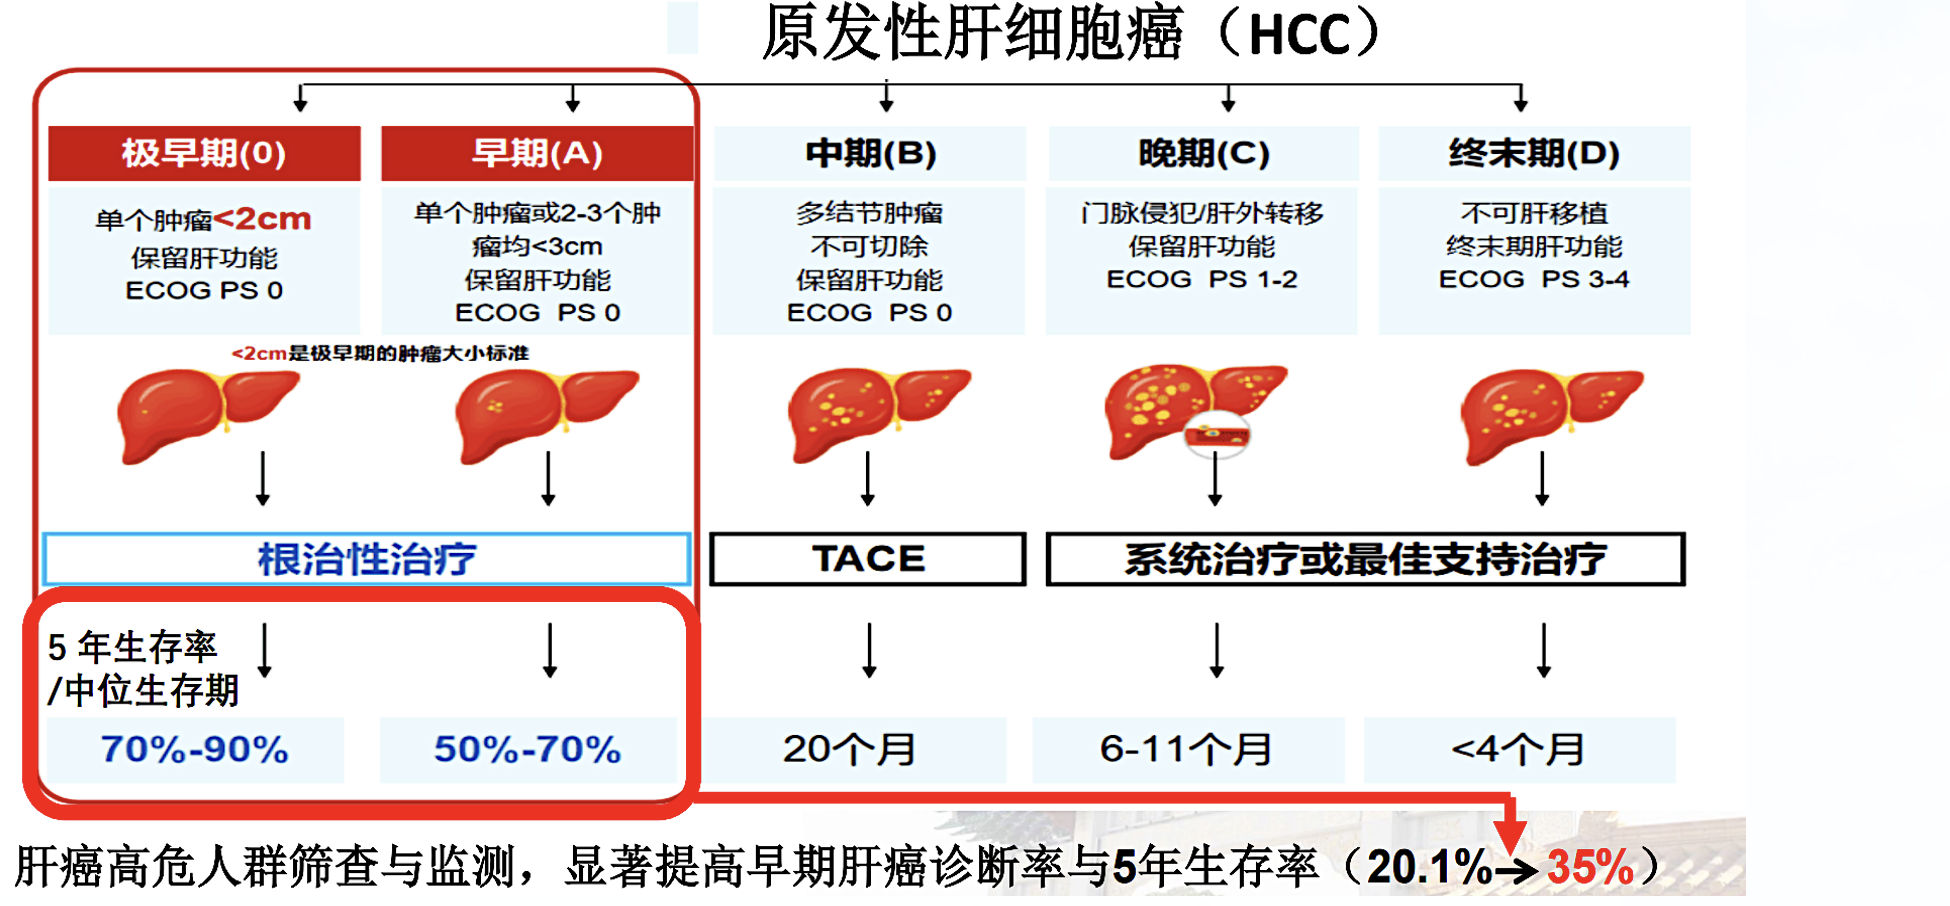 原发性肝细胞癌（HCC）
极早期(0)
单个肿瘤<2cm
保留肝功能
ECOG PS 0
早期(A)
单个肿瘤或2-3个肿
瘤均<3cm
保留肝功能
ECOG PS 0
中期(B)
多结节肿瘤
不可切除
保留肝功能
ECOG PS 0
晚期(C)
门脉侵犯/肝外转移
保留肝功能
ECOG PS 1-2
终末期(D)
不可肝移植
终末期肝功能
ECOG PS 3-4
<2cm是极早期的肿瘤大小标准
根治性治疗
TACE
系统治疗或最佳支持治疗
5 年生存率
/中位生存期
70%-90%
50%-70%
20个月
6-11个月
<4个月
肝癌高危人群筛查与监测，显著提高早期肝癌诊断率与5年生存率（20.1%→35%）